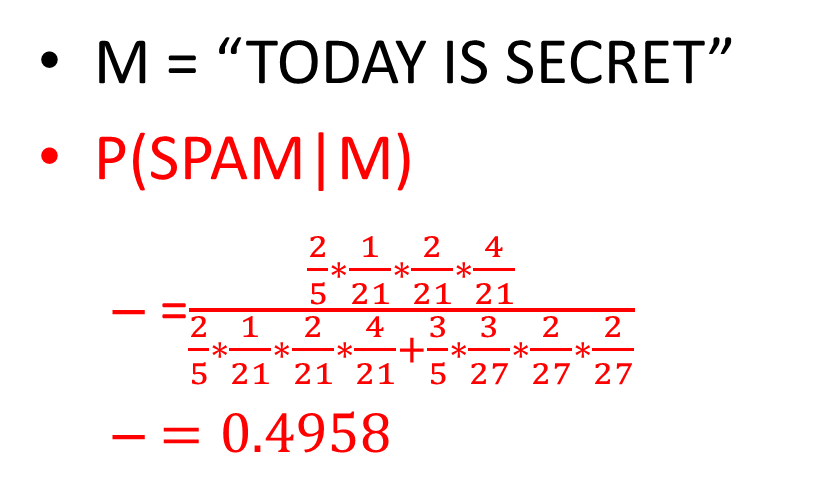 • M = “TODAY IS SECRET”
• P(SPAM|M)
2/5 * 1/21 * 2/21 * 4/21
– =
2/5 * 1/21 * 2/21 * 4/21 + 3/5 * 3/27 * 2/27 * 2/27
– = 0.4958